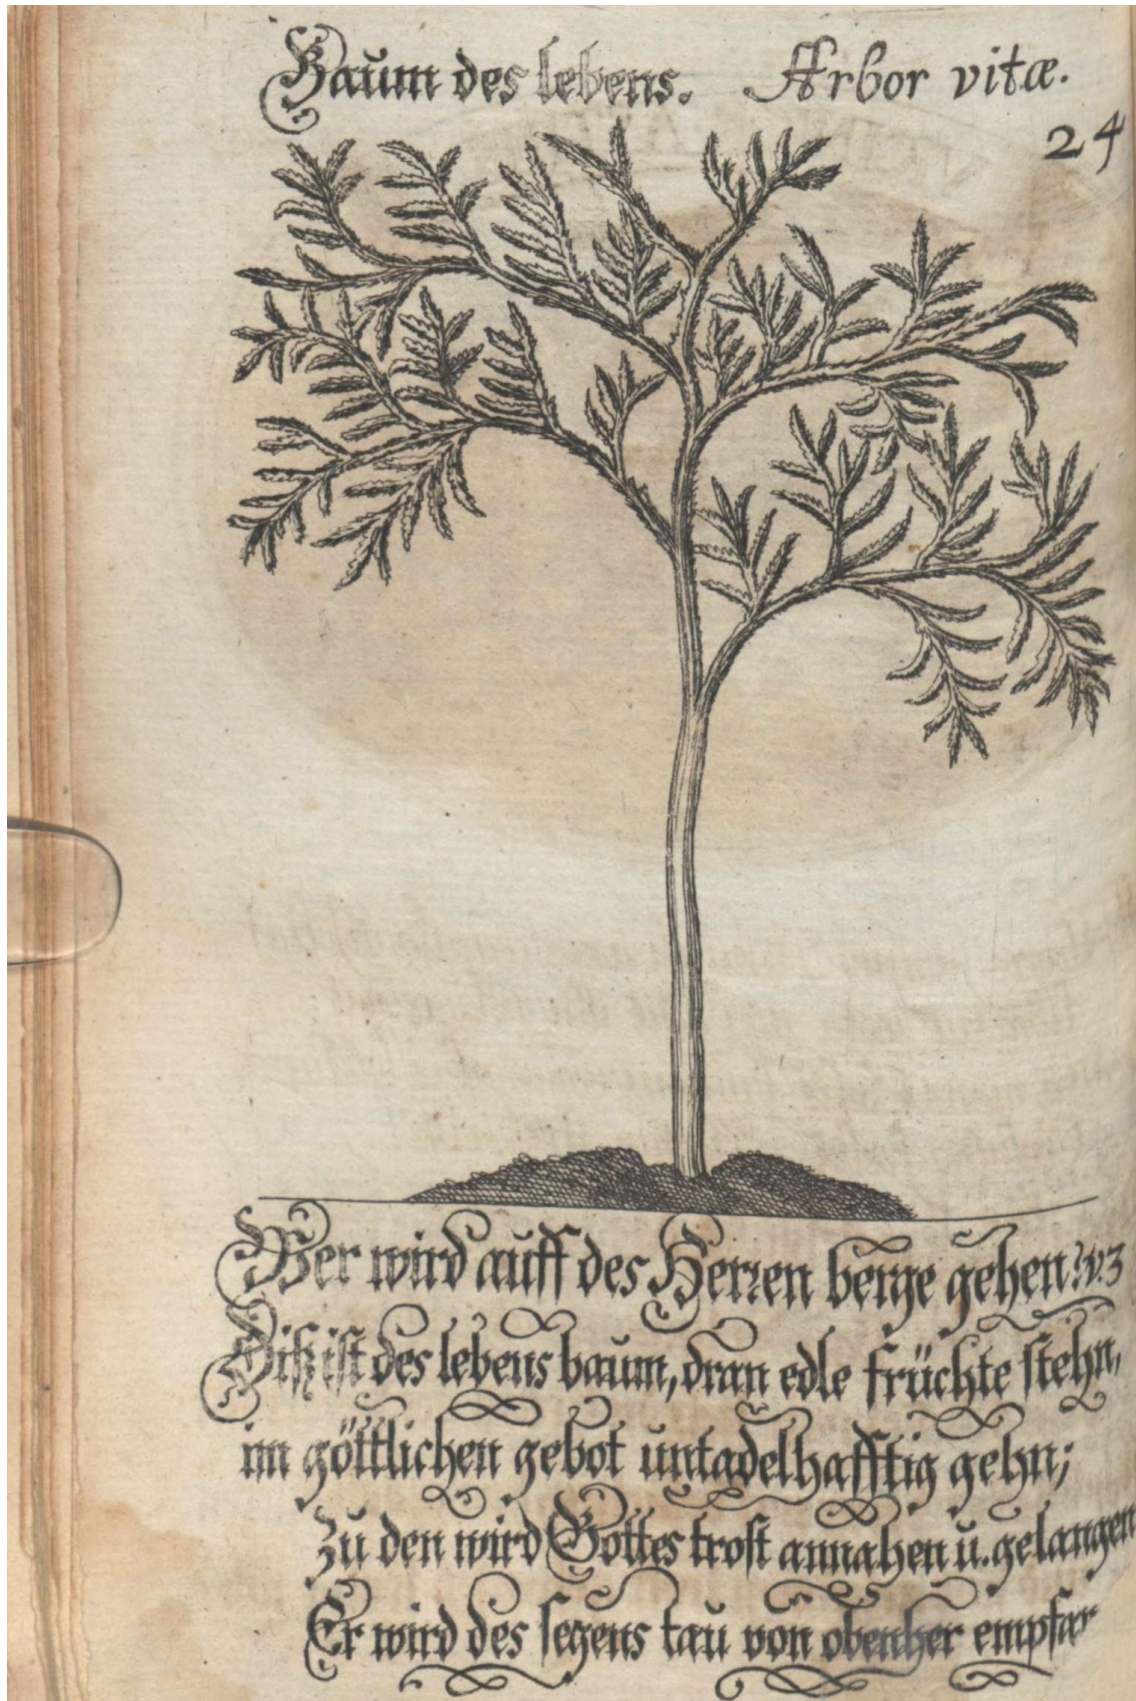 Baum des lebens. Arbor vitæ.
24
Wer wird auff des Herren berge gehen? v.3
Diß ist des lebens baum, dran edle früchte stehn,
im göttlichen gebot untadelhafftig gehn;
Zu den wird Gottes trost annahen u. gelangen
Er wird des segens tau von obenher empfan